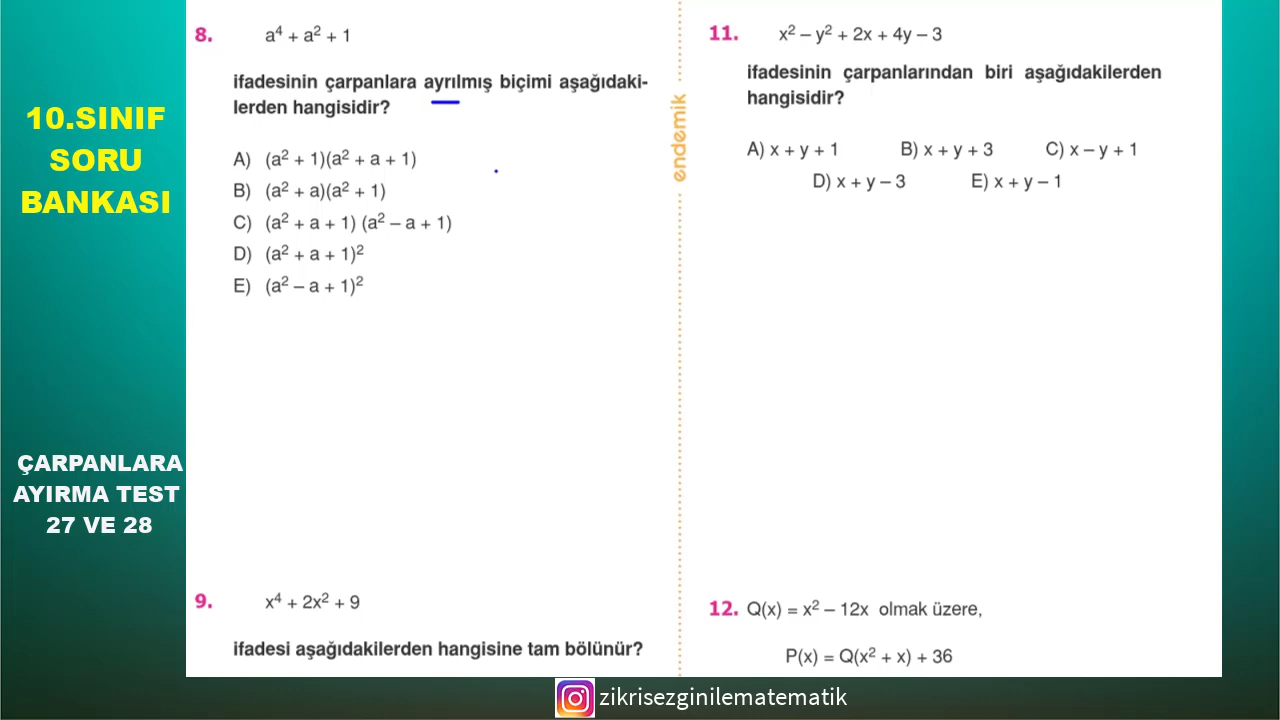 10.SINIF
SORU
BANKASI
ÇARPANLARA
AYIRMA TEST
27 VE 28
8. a⁴ + a² + 1
ifadesinin çarpanlara ayrılmış biçimi aşağıdaki-
lerden hangisidir?
A) (a² + 1)(a² + a + 1)
B) (a² + a)(a² + 1)
C) (a² + a + 1) (a² – a + 1)
D) (a² + a + 1)²
E) (a² – a + 1)²
9. x⁴ + 2x² + 9
ifadesi aşağıdakilerden hangisine tam bölünür?
endemik
11. x² – y² + 2x + 4y – 3
ifadesinin çarpanlarından biri aşağıdakilerden
hangisidir?
A) x + y + 1 B) x + y + 3 C) x – y + 1
D) x + y – 3 E) x + y – 1
12. Q(x) = x² – 12x olmak üzere,
P(x) = Q(x² + x) + 36
zikrisezginilematematik